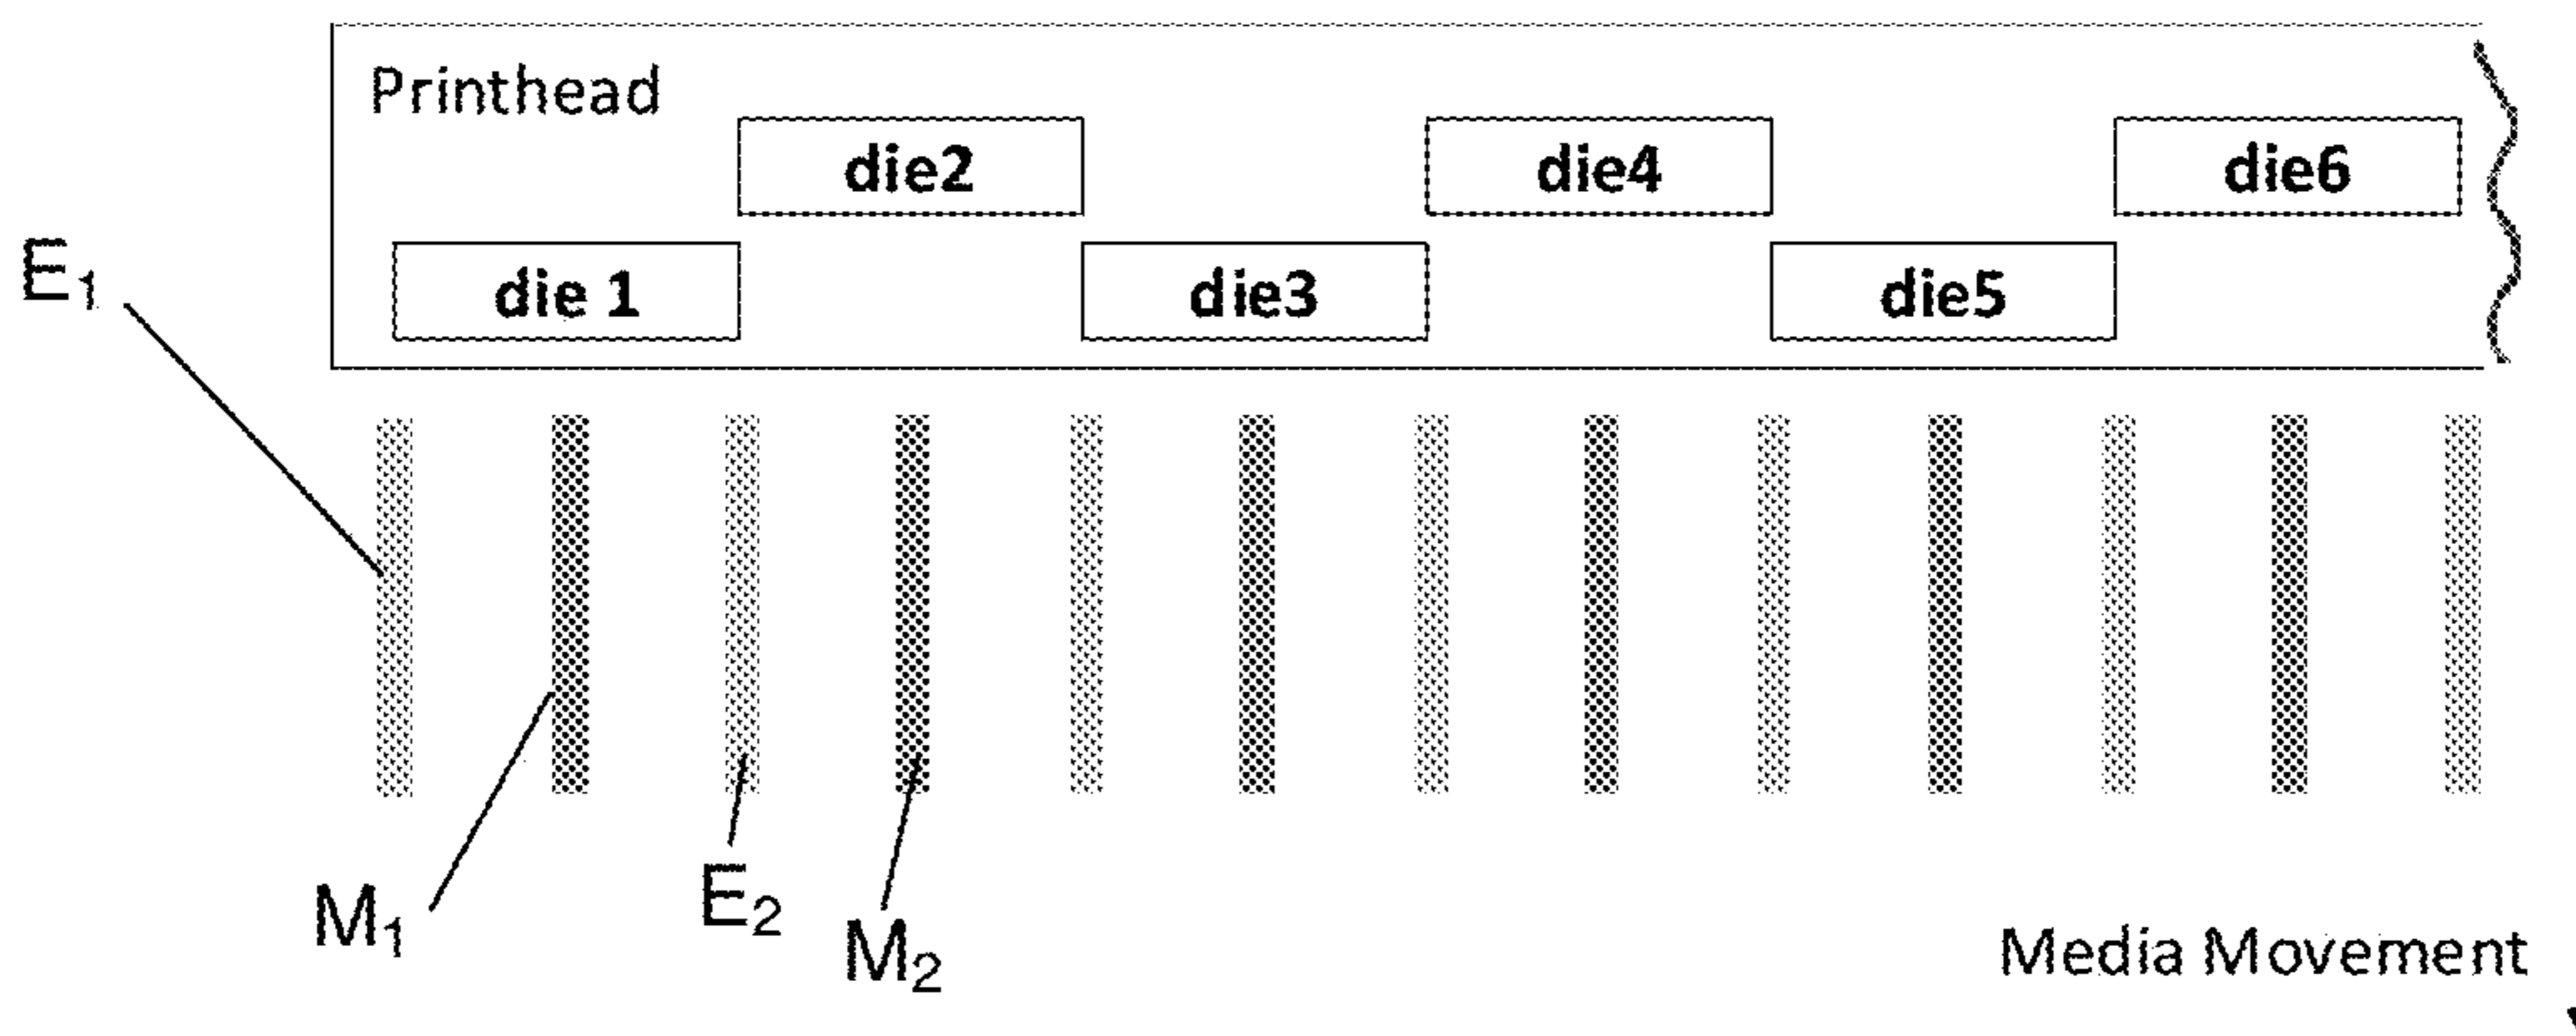 Printhead
die2
die4
die6
die 1
die3
die5
E₁
M₁
E₂
M₂
Media Movement